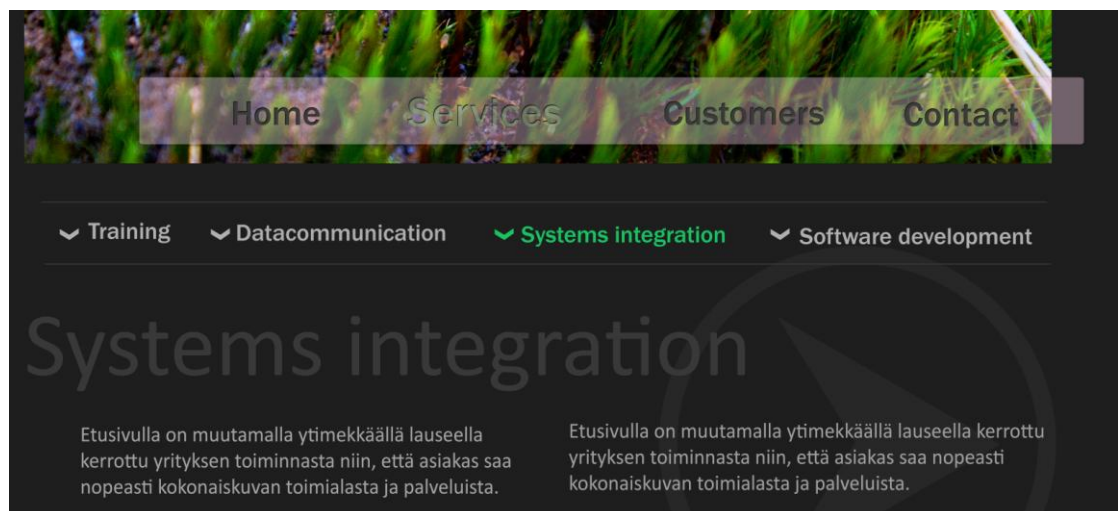 Home Services Customers Contact
Training Datacommunication Systems integration Software development
Systems integration
Etusivulla on muutamalla ytimekkäällä lauseella
kerrottu yrityksen toiminnasta niin, että asiakas saa
nopeasti kokonaiskuvan toimialasta ja palveluista.
Etusivulla on muutamalla ytimekkäällä lauseella kerrottu
yrityksen toiminnasta niin, että asiakas saa nopeasti
kokonaiskuvan toimialasta ja palveluista.